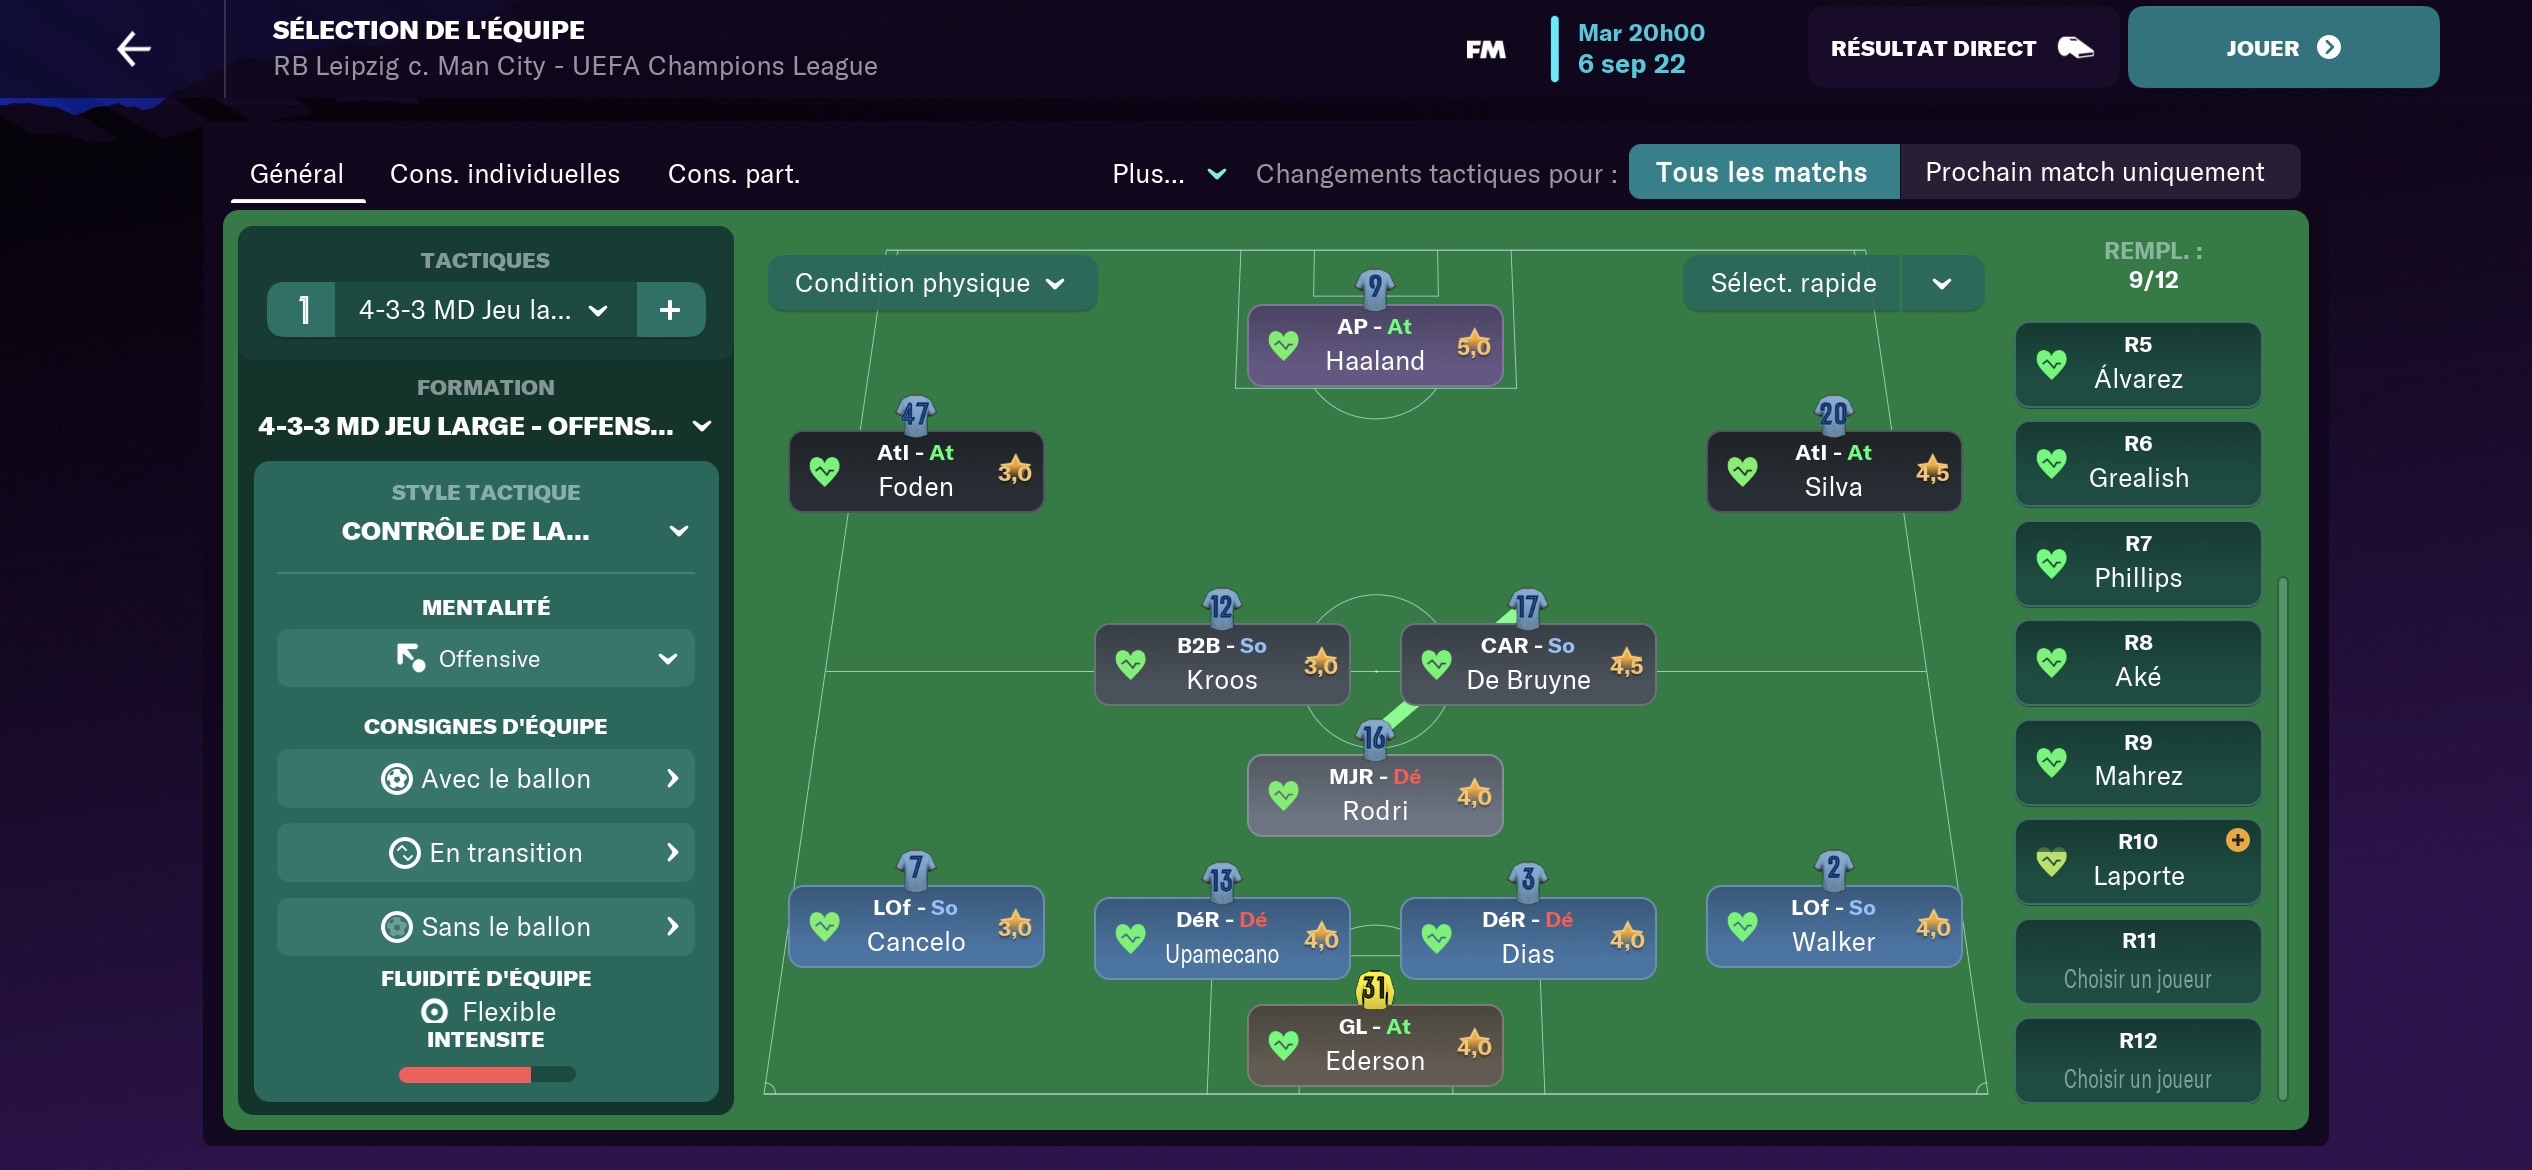 SÉLECTION DE L'ÉQUIPE
RB Leipzig c. Man City - UEFA Champions League
FM
Mar 20h00
6 sep 22
RÉSULTAT DIRECT
JOUER
Général
Cons. individuelles
Cons. part.
Plus...
Changements tactiques pour :
Tous les matchs
Prochain match uniquement
TACTIQUES
1
4-3-3 MD Jeu la...
+
FORMATION
4-3-3 MD JEU LARGE - OFFENS...
STYLE TACTIQUE
CONTRÔLE DE LA...
MENTALITÉ
Offensive
CONSIGNES D'ÉQUIPE
Avec le ballon
En transition
Sans le ballon
FLUIDITÉ D'ÉQUIPE
Flexible
INTENSITE
Condition physique
Sélect. rapide
9
AP - At
Haaland
5,0
47
AtI - At
Foden
3,0
20
AtI - At
Silva
4,5
12
B2B - So
Kroos
3,0
17
CAR - So
De Bruyne
4,5
16
MJR - Dé
Rodri
4,0
7
LOf - So
Cancelo
3,0
13
DéR - Dé
Upamecano
4,0
3
DéR - Dé
Dias
4,0
2
LOf - So
Walker
4,0
31
GL - At
Ederson
4,0
REMPL. :
9/12
R5
Álvarez
R6
Grealish
R7
Phillips
R8
Aké
R9
Mahrez
R10
Laporte
R11
Choisir un joueur
R12
Choisir un joueur